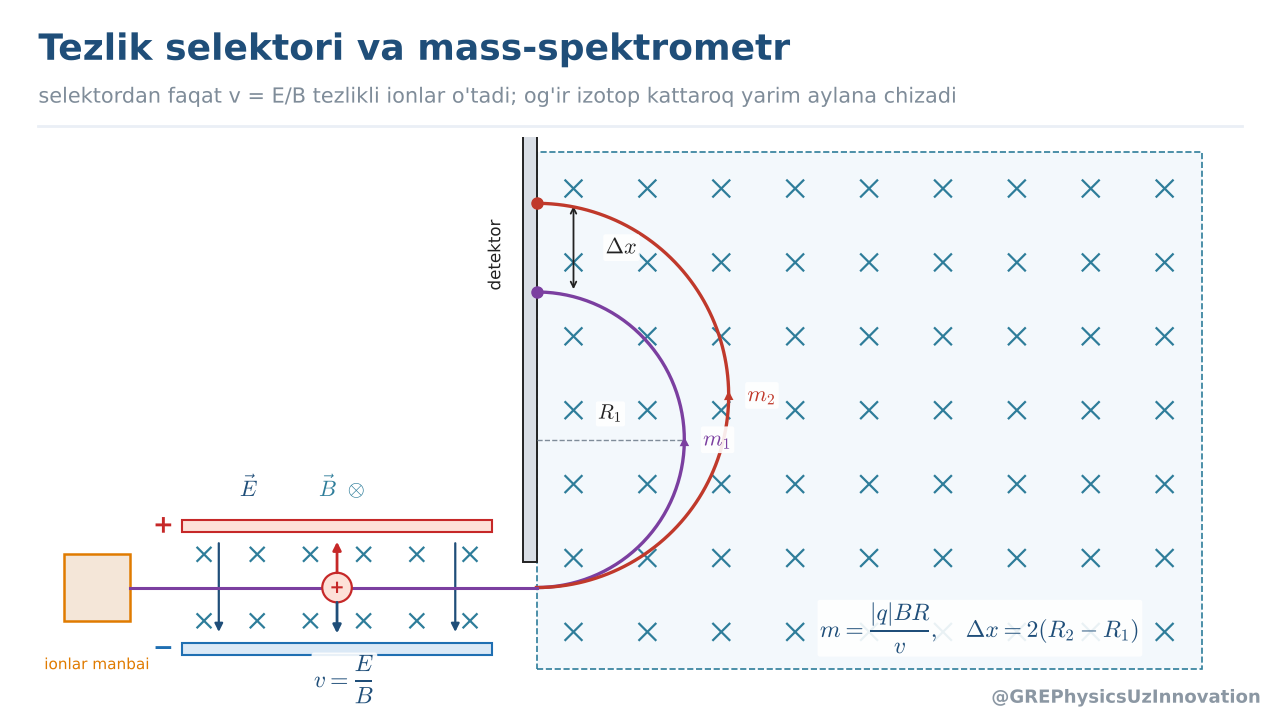 Tezlik selektori va mass-spektrometr
selektordan faqat v = E/B tezlikli ionlar o'tadi; og'ir izotop kattaroq yarim aylana chizadi
detektor
Δx
m₂
R₁
m₁
E⃗
B⃗ ⊗
+
+
−
ionlar manbai
v = E/B
m = |q|BR/v, Δx = 2(R₂ − R₁)
@GREPhysicsUzInnovation